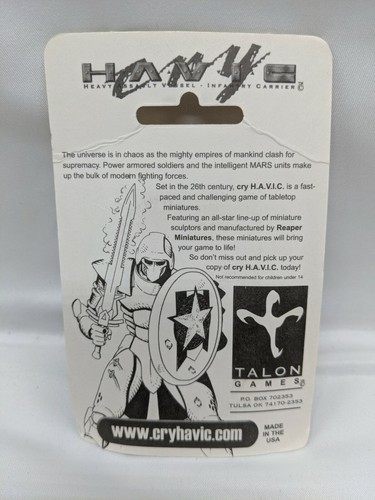 cry
H.A.V.I.C.
HEAVY ASSAULT VESSEL - INFANTRY CARRIER
The universe is in chaos as the mighty empires of mankind clash for
supremacy. Power armored soldiers and the intelligent MARS units make
up the bulk of modern fighting forces.
Set in the 26th century, cry H.A.V.I.C. is a fast-
paced and challenging game of tabletop
miniatures.
Featuring an all-star line-up of miniature
sculptors and manufactured by Reaper
Miniatures, these miniatures will bring
your game to life!
So don't miss out and pick up your
copy of cry H.A.V.I.C. today!
Not recommended for children under 14
TALON
GAMES
P.O. BOX 702353
TULSA OK 74170-2353
www.cryhavic.com
MADE
IN THE
USA